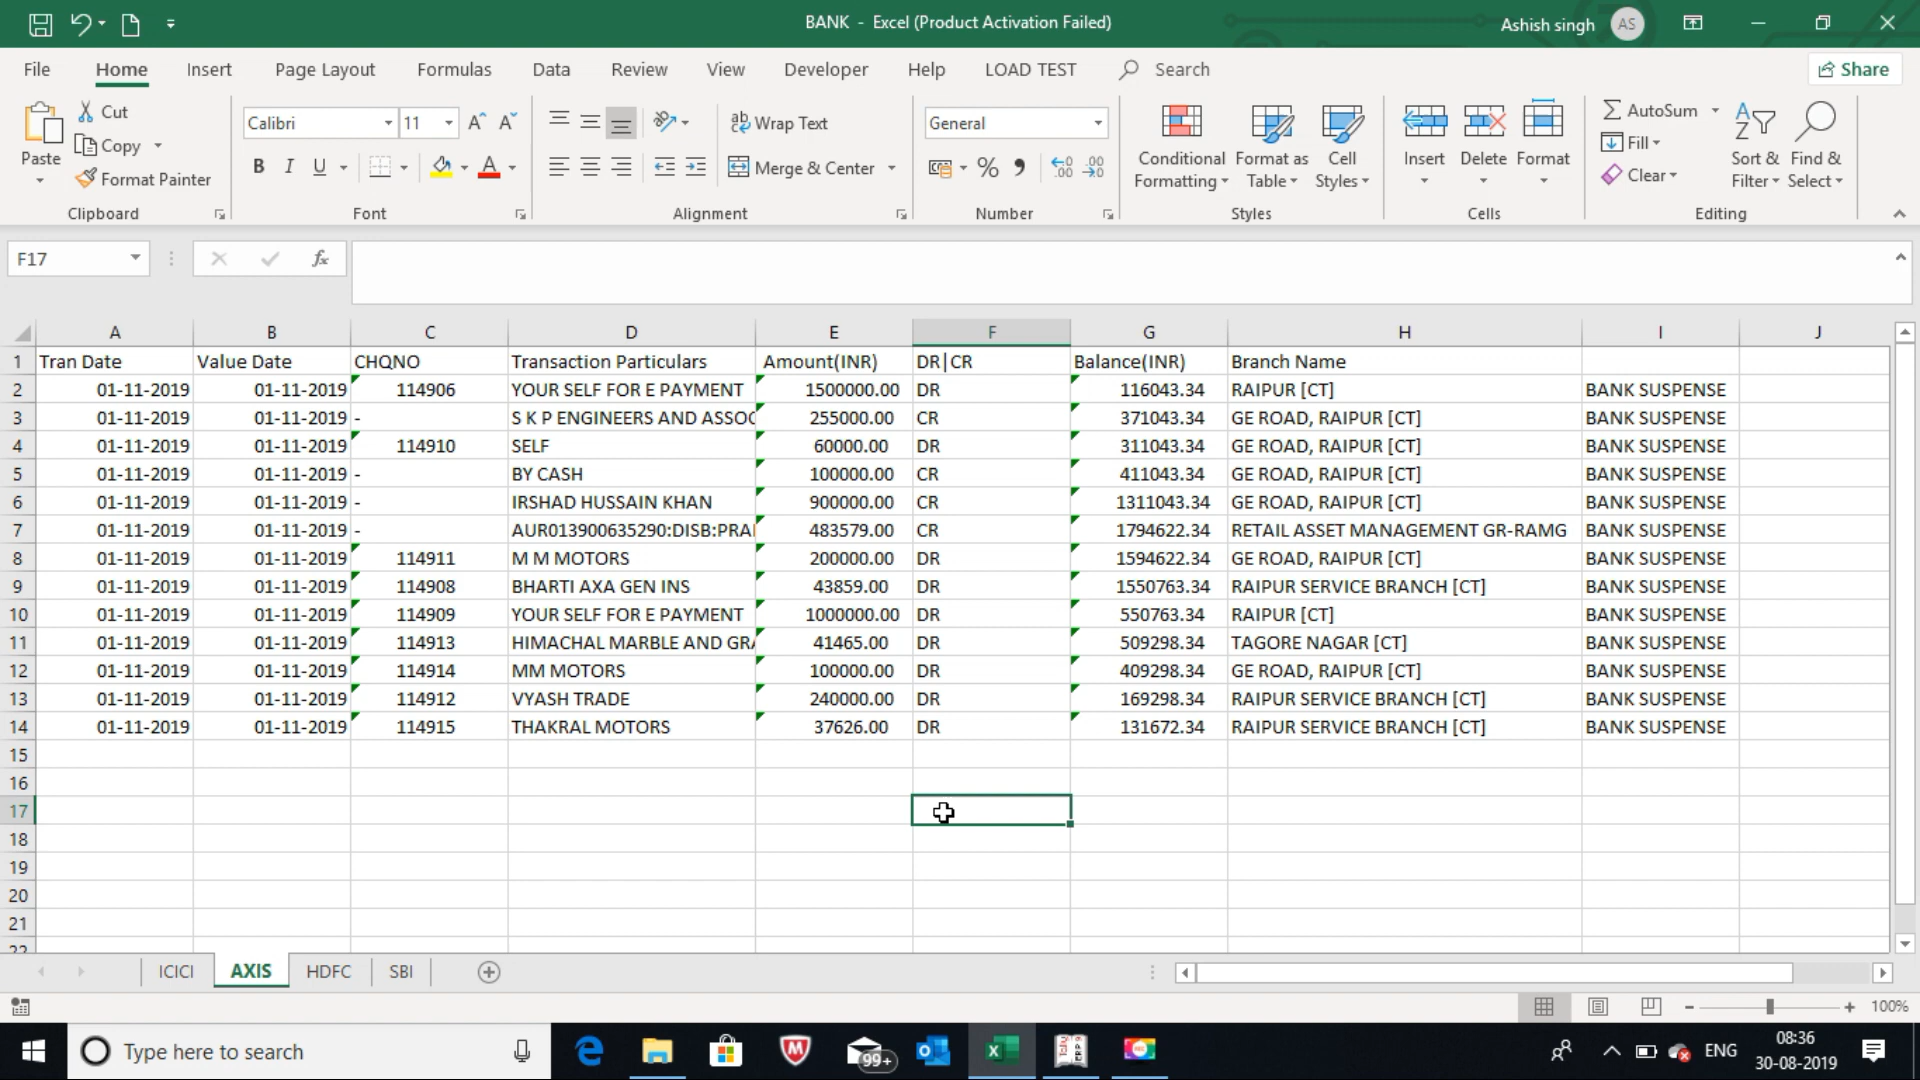 BANK - Excel (Product Activation Failed)
Ashish singh AS
File Home Insert Page Layout Formulas Data Review View Developer Help LOAD TEST Search Share
Paste Cut Copy Format Painter Clipboard
Calibri 11 B I U A Font
Wrap Text Merge & Center Alignment
General % Number
Conditional Formatting Format as Table Cell Styles Styles
Insert Delete Format Cells
AutoSum Fill Clear Sort & Filter Find & Select Editing
F17 fx
A B C D E F G H I J
1 Tran Date Value Date CHQNO Transaction Particulars Amount(INR) DR|CR Balance(INR) Branch Name
2 01-11-2019 01-11-2019 114906 YOUR SELF FOR E PAYMENT 1500000.00 DR 116043.34 RAIPUR [CT] BANK SUSPENSE
3 01-11-2019 01-11-2019 - S K P ENGINEERS AND ASSOC 255000.00 CR 371043.34 GE ROAD, RAIPUR [CT] BANK SUSPENSE
4 01-11-2019 01-11-2019 114910 SELF 60000.00 DR 311043.34 GE ROAD, RAIPUR [CT] BANK SUSPENSE
5 01-11-2019 01-11-2019 - BY CASH 100000.00 CR 411043.34 GE ROAD, RAIPUR [CT] BANK SUSPENSE
6 01-11-2019 01-11-2019 - IRSHAD HUSSAIN KHAN 900000.00 CR 1311043.34 GE ROAD, RAIPUR [CT] BANK SUSPENSE
7 01-11-2019 01-11-2019 - AUR013900635290:DISB:PRA 483579.00 CR 1794622.34 RETAIL ASSET MANAGEMENT GR-RAMG BANK SUSPENSE
8 01-11-2019 01-11-2019 114911 M M MOTORS 200000.00 DR 1594622.34 GE ROAD, RAIPUR [CT] BANK SUSPENSE
9 01-11-2019 01-11-2019 114908 BHARTI AXA GEN INS 43859.00 DR 1550763.34 RAIPUR SERVICE BRANCH [CT] BANK SUSPENSE
10 01-11-2019 01-11-2019 114909 YOUR SELF FOR E PAYMENT 1000000.00 DR 550763.34 RAIPUR [CT] BANK SUSPENSE
11 01-11-2019 01-11-2019 114913 HIMACHAL MARBLE AND GRA 41465.00 DR 509298.34 TAGORE NAGAR [CT] BANK SUSPENSE
12 01-11-2019 01-11-2019 114914 MM MOTORS 100000.00 DR 409298.34 GE ROAD, RAIPUR [CT] BANK SUSPENSE
13 01-11-2019 01-11-2019 114912 VYASH TRADE 240000.00 DR 169298.34 RAIPUR SERVICE BRANCH [CT] BANK SUSPENSE
14 01-11-2019 01-11-2019 114915 THAKRAL MOTORS 37626.00 DR 131672.34 RAIPUR SERVICE BRANCH [CT] BANK SUSPENSE
15
16
17
18
19
20
21
22
ICICI AXIS HDFC SBI
100%
Type here to search 99+ ENG 08:36
30-08-2019